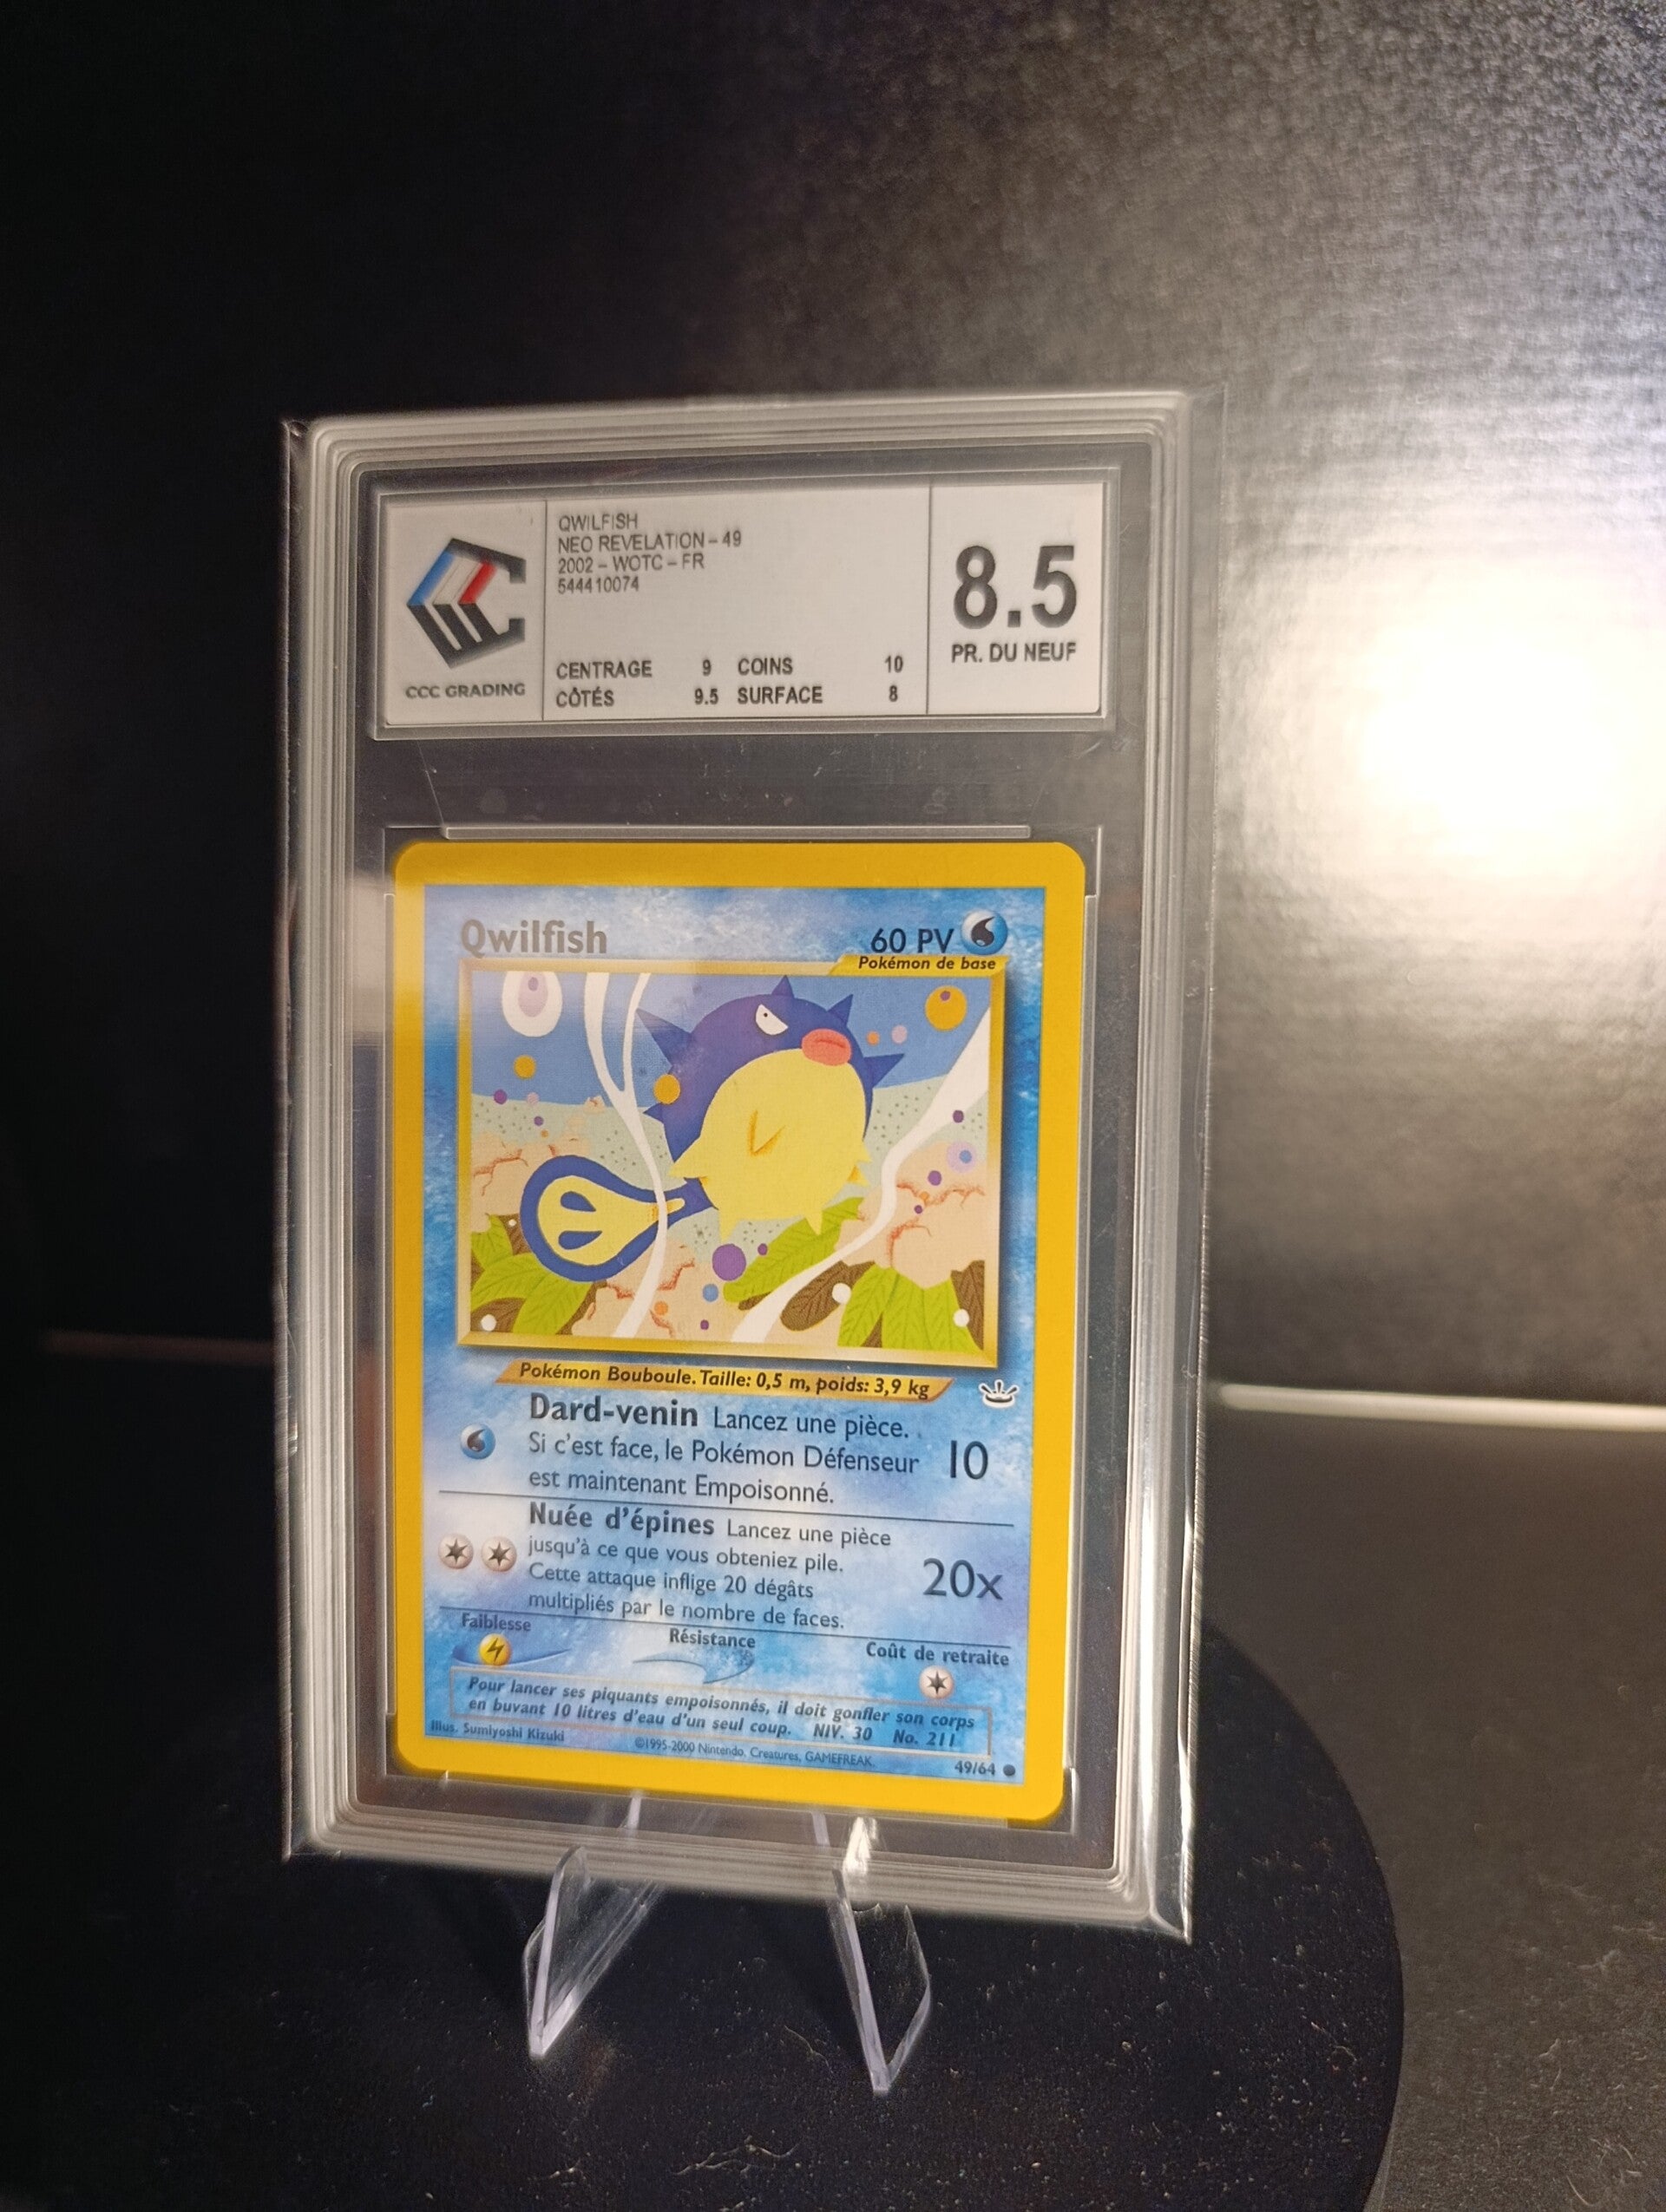 QWILFISH
NEO REVELATION - 49
2002 - WOTC - FR
544410074
CENTRAGE 9 COINS 10
CÔTÉS 9.5 SURFACE 8
CCC GRADING
8.5
PR. DU NEUF
Qwilfish
60 PV
Pokémon de base
Pokémon Bouboule. Taille: 0,5 m, poids: 3,9 kg
Dard-venin Lancez une pièce.
Si c'est face, le Pokémon Défenseur
est maintenant Empoisonné.
10
Nuée d'épines Lancez une pièce
jusqu'à ce que vous obteniez pile.
Cette attaque inflige 20 dégâts
multipliés par le nombre de faces.
20x
Faiblesse
Résistance
Coût de retraite
Pour lancer ses piquants empoisonnés, il doit gonfler son corps
en buvant 10 litres d'eau d'un seul coup. NIV. 30 No. 211
Illus. Sumiyoshi Kizuki
©1995-2000 Nintendo, Creatures, GAMEFREAK.
49/64